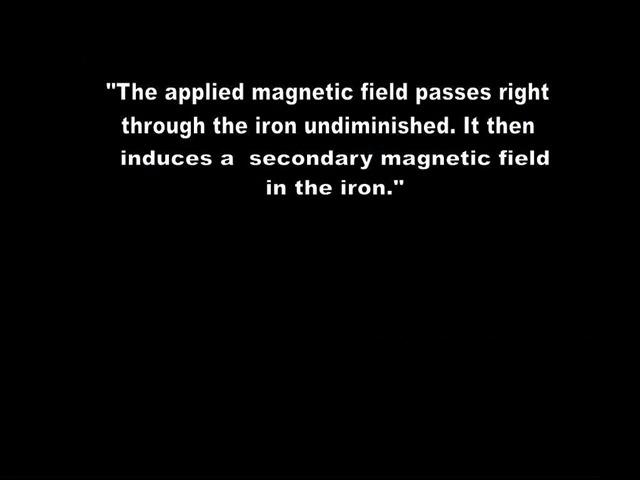 "The applied magnetic field passes right
through the iron undiminished. It then
induces a  secondary magnetic field
in the iron."